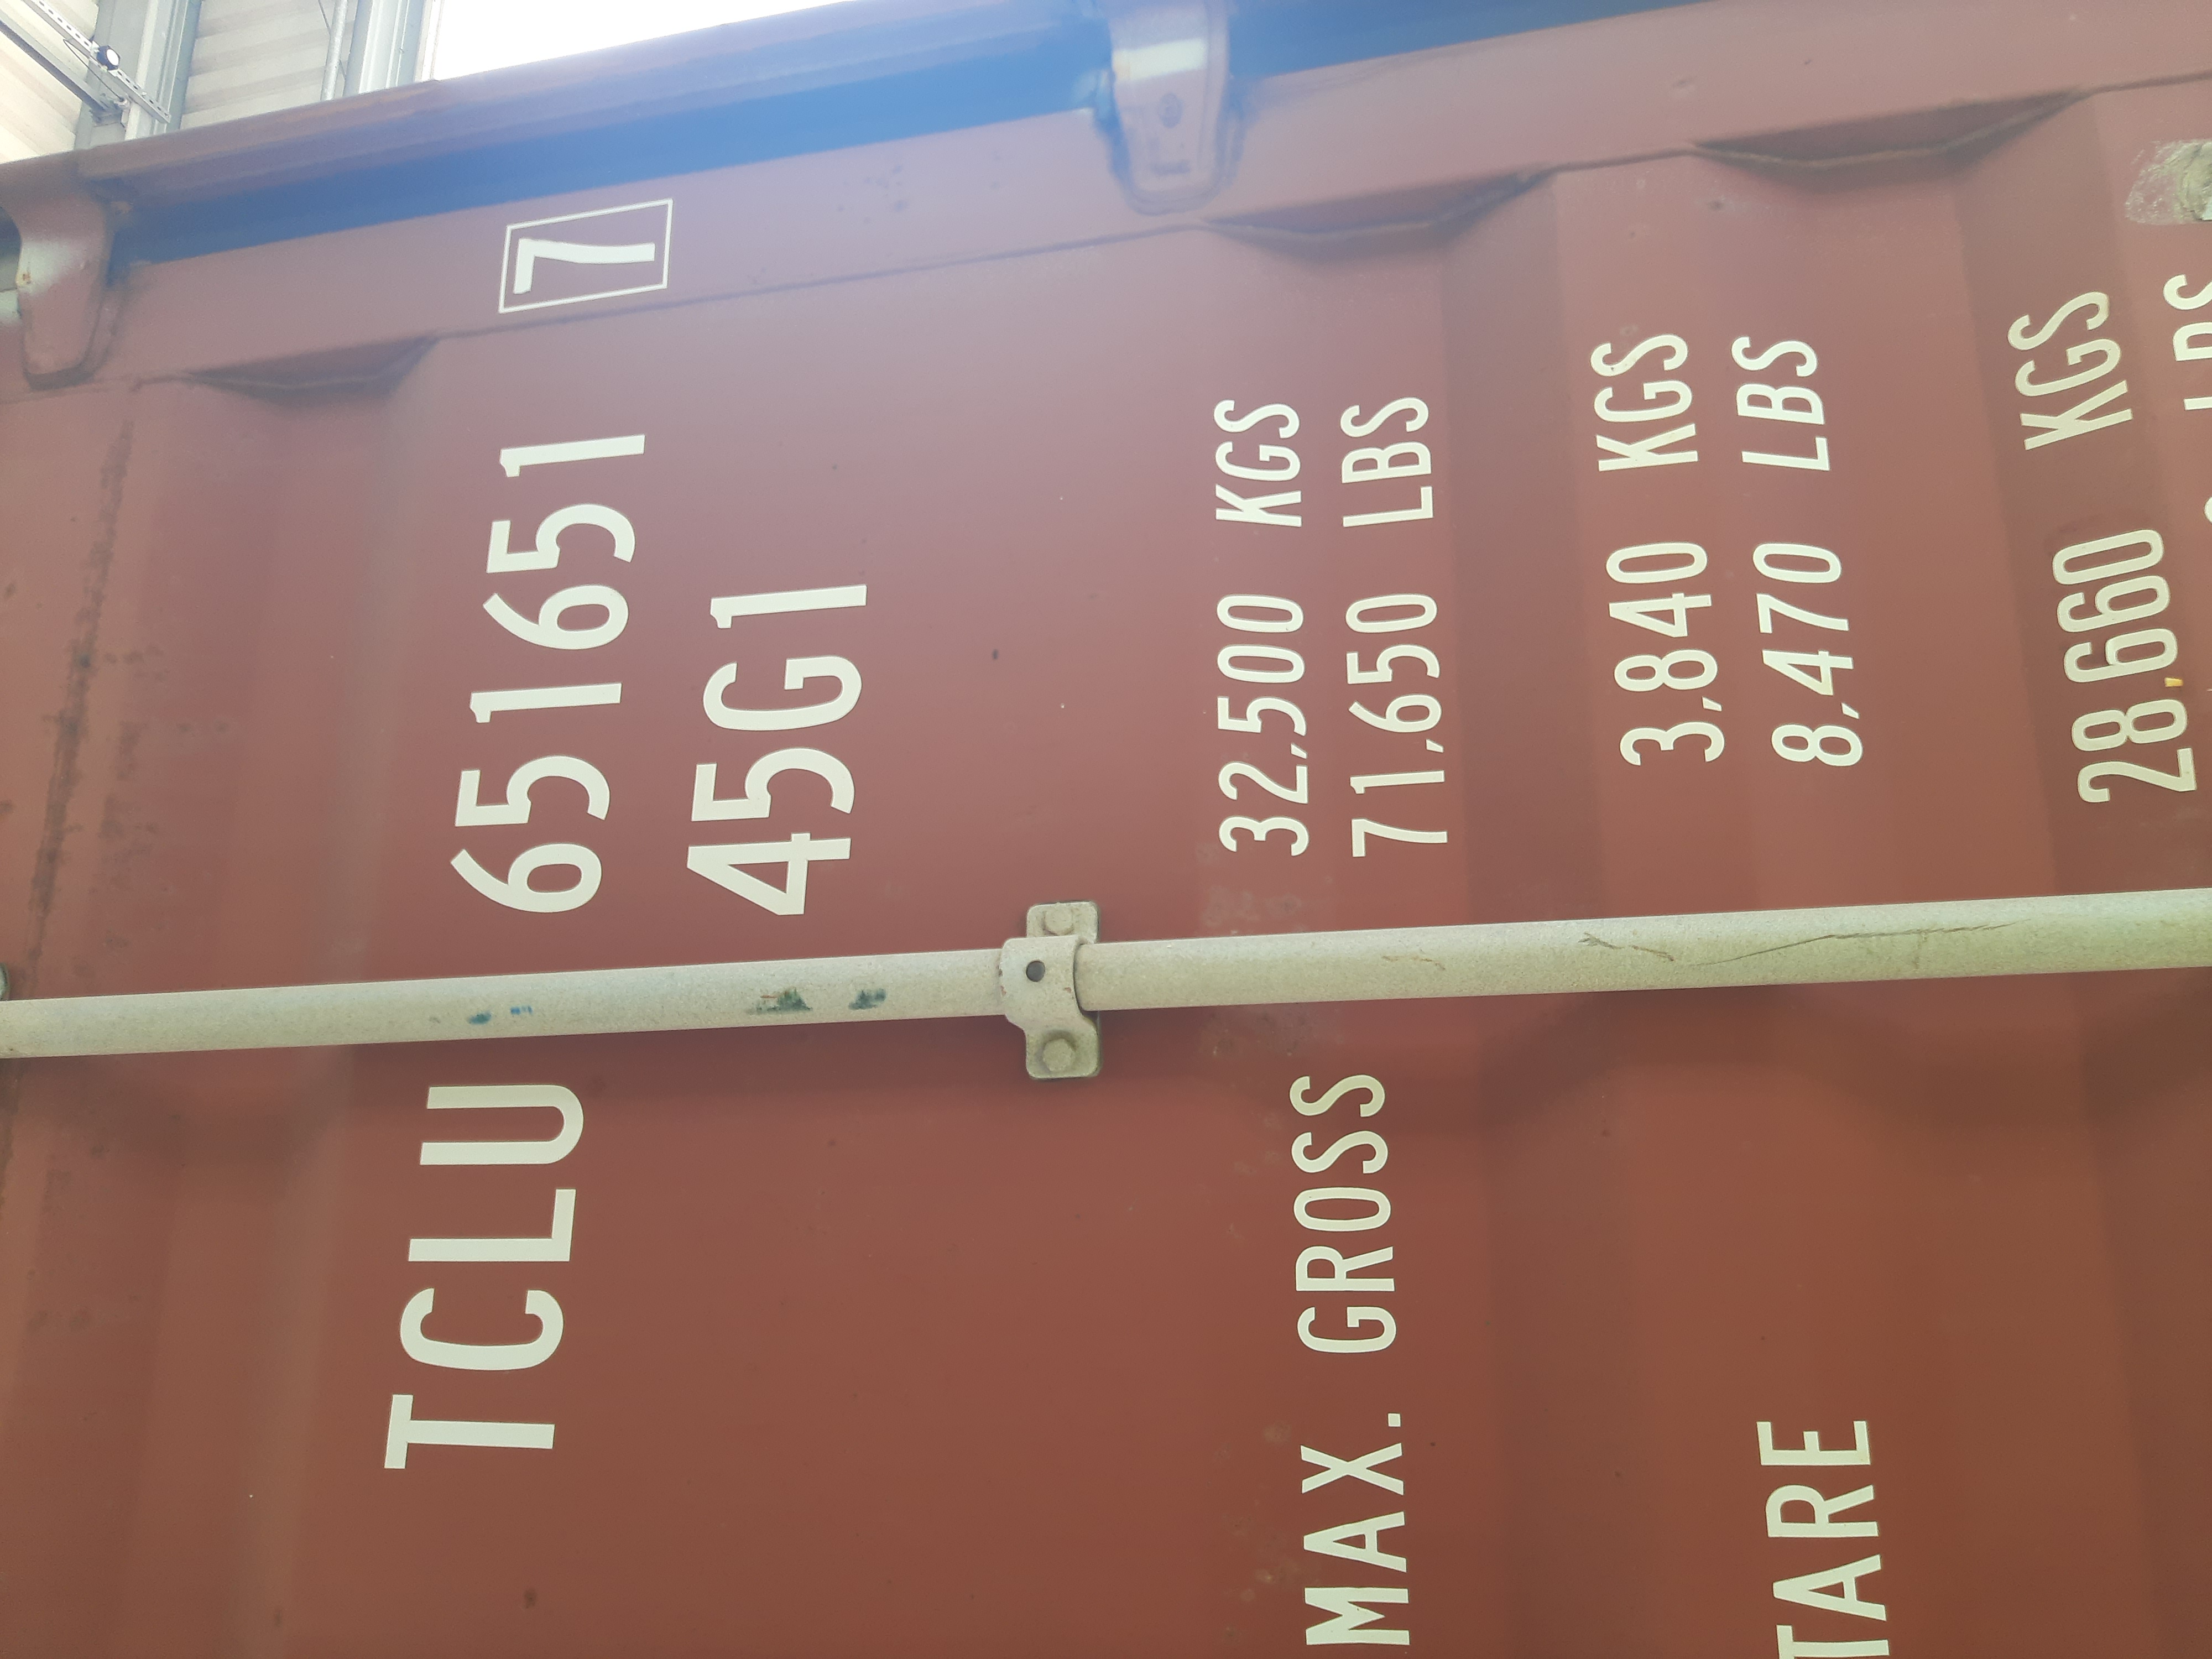 TCLU 651651 7
45G1
MAX. GROSS 32,500 KGS
71,650 LBS
TARE 3,840 KGS
8,470 LBS
28,660 KGS
LBS